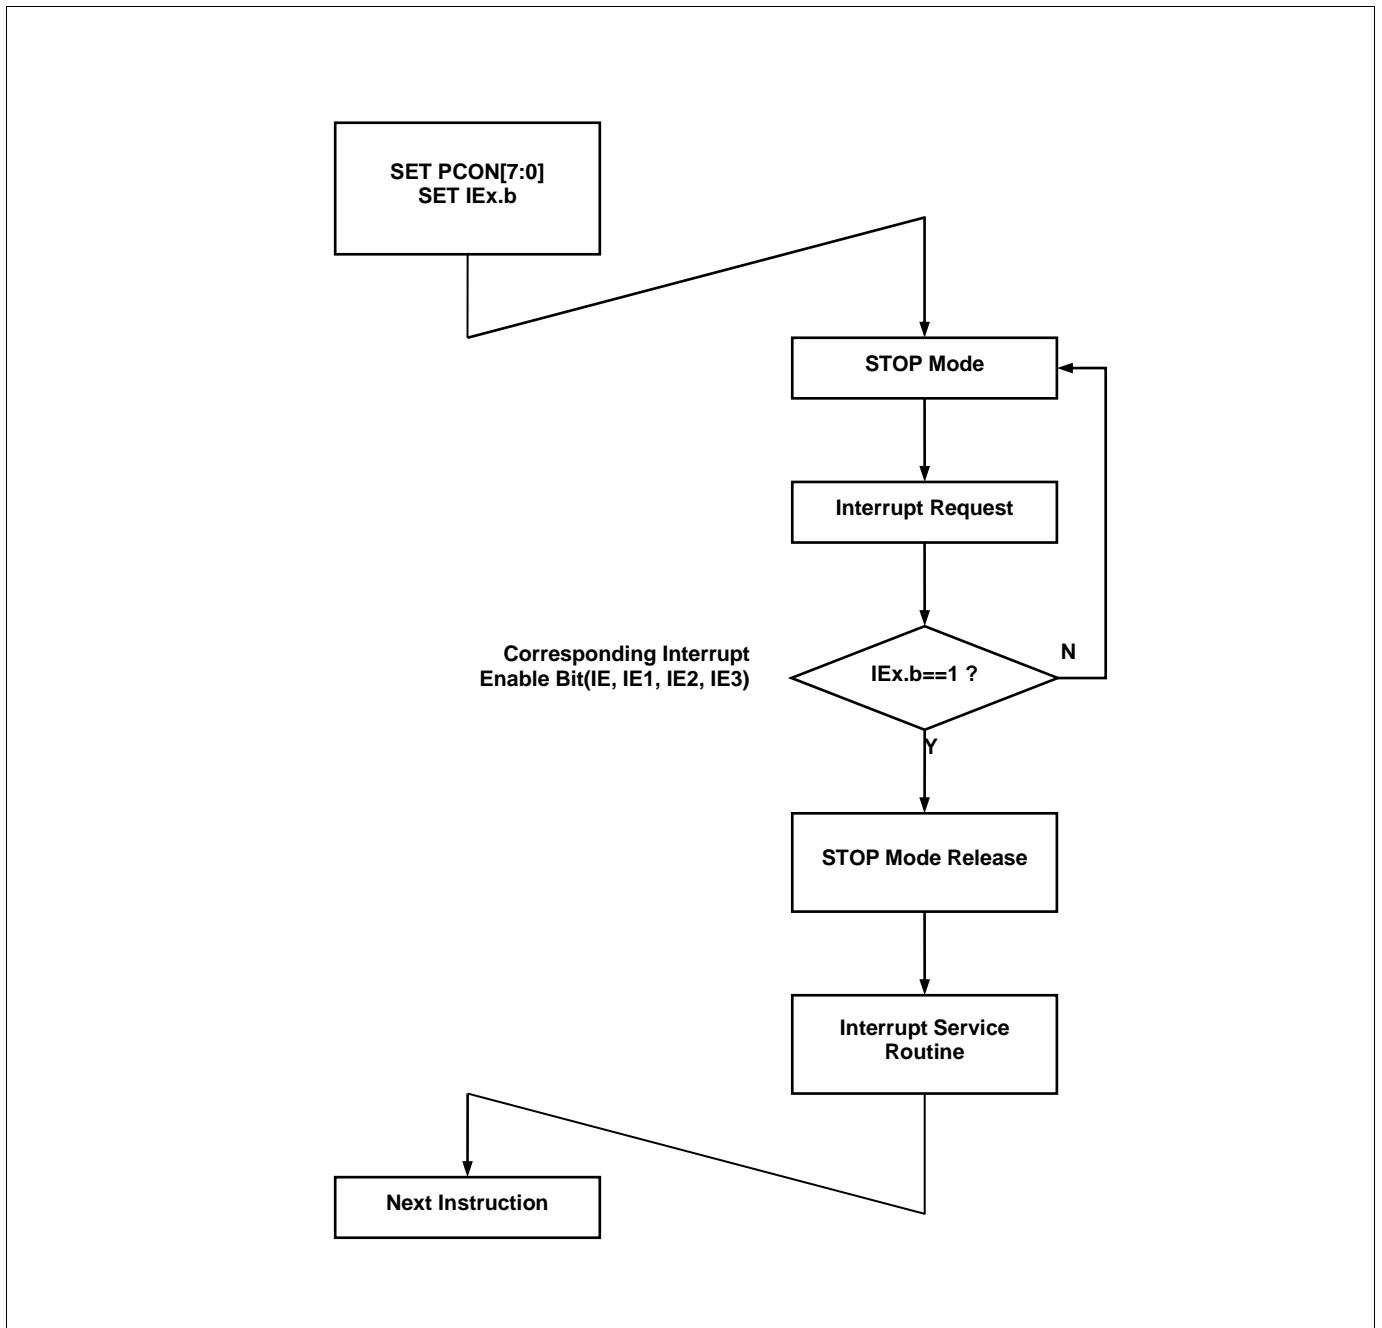 SET PCON[7:0]
SET IEx.b
STOP Mode
Interrupt Request
Corresponding Interrupt
Enable Bit(IE, IE1, IE2, IE3)
IEx.b==1 ?
N
Y
STOP Mode Release
Interrupt Service
Routine
Next Instruction